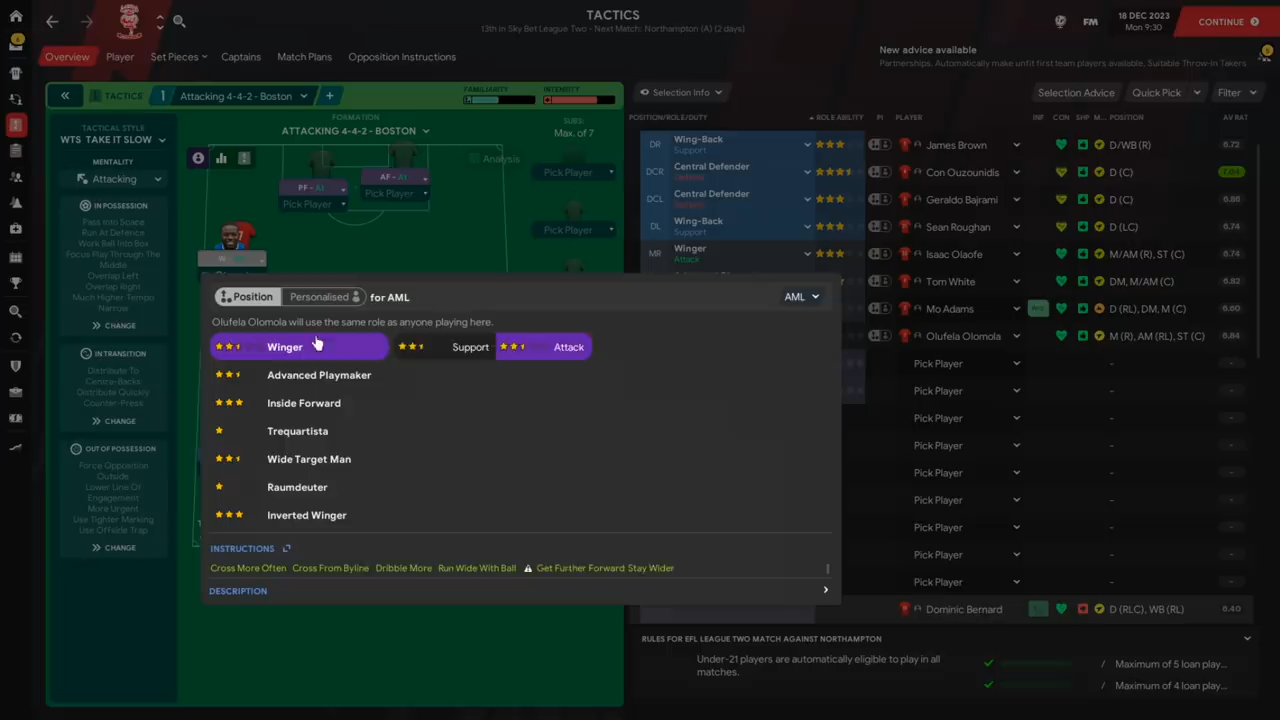 TACTICS
13th in Sky Bet League Two - Next Match: Northampton (A) (2 days)
18 DEC 2023
Mon 9:30
FM
CONTINUE
6
Overview
Player
Set Pieces
Captains
Match Plans
Opposition Instructions
New advice available
Partnerships. Automatically make unfit first team players available, Suitable Throw-In Takers
TACTICS
1
Attacking 4-4-2 - Boston
FAMILIARITY
INTENSITY
Selection Info
Selection Advice
Quick Pick
Filter
TACTICAL STYLE
WTS TAKE IT SLOW
MENTALITY
Attacking
IN POSSESSION
Pass Into Space
Run At Defence
Work Ball Into Box
Focus Play Through The
Middle
Overlap Left
Overlap Right
Much Higher Tempo
Narrow
CHANGE
IN TRANSITION
Distribute To
Centre-Backs
Distribute Quickly
Counter-Press
CHANGE
OUT OF POSSESSION
Force Opposition
Outside
Lower Line Of
Engagement
More Urgent
Use Tighter Marking
Use Offside Trap
CHANGE
FORMATION
ATTACKING 4-4-2 - BOSTON
SUBS:
Max. of 7
Analysis
PF - At
Pick Player
AF - At
Pick Player
Pick Player
Pick Player
POSITION/ROLE/DUTY
ROLE ABILITY
PI
PLAYER
INF
CON
SHP
M...
POSITION
AV RAT
DR
Wing-Back
Support
James Brown
D/WB (R)
6.72
DCR
Central Defender
Con Ouzounidis
D (C)
DCL
Central Defender
Geraldo Bajrami
D (C)
6.86
DL
Wing-Back
Support
Sean Roughan
D (LC)
6.74
MR
Winger
Attack
Isaac Olaofe
M/AM (R), ST (C)
6.74
Tom White
DM, M/AM (C)
6.82
Mo Adams
D (RL), DM, M (C)
6.84
Olufela Olomola
M (R), AM (RL), ST (C)
6.84
Pick Player
-
-
Pick Player
-
-
Pick Player
-
-
Pick Player
-
-
Pick Player
-
-
Pick Player
-
-
Pick Player
-
-
Pick Player
-
-
Pick Player
-
-
Dominic Bernard
D (RLC), WB (RL)
6.40
Position
Personalised
for AML
AML
Olufela Olomola will use the same role as anyone playing here.
Winger
Support
Attack
Advanced Playmaker
Inside Forward
Trequartista
Wide Target Man
Raumdeuter
Inverted Winger
INSTRUCTIONS
Cross More Often Cross From Byline Dribble More Run Wide With Ball Get Further Forward Stay Wider
DESCRIPTION
RULES FOR EFL LEAGUE TWO MATCH AGAINST NORTHAMPTON
Under-21 players are automatically eligible to play in all
matches.
/ Maximum of 5 loan play...
/ Maximum of 4 loan play...